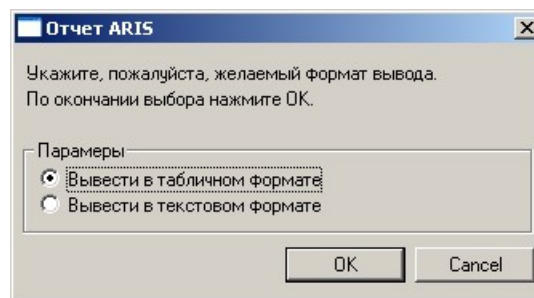 Отчет ARIS
Укажите, пожалуйста, желаемый формат вывода.
По окончании выбора нажмите OK.
Парамеры
Вывести в табличном формате
Вывести в текстовом формате
OK Cancel